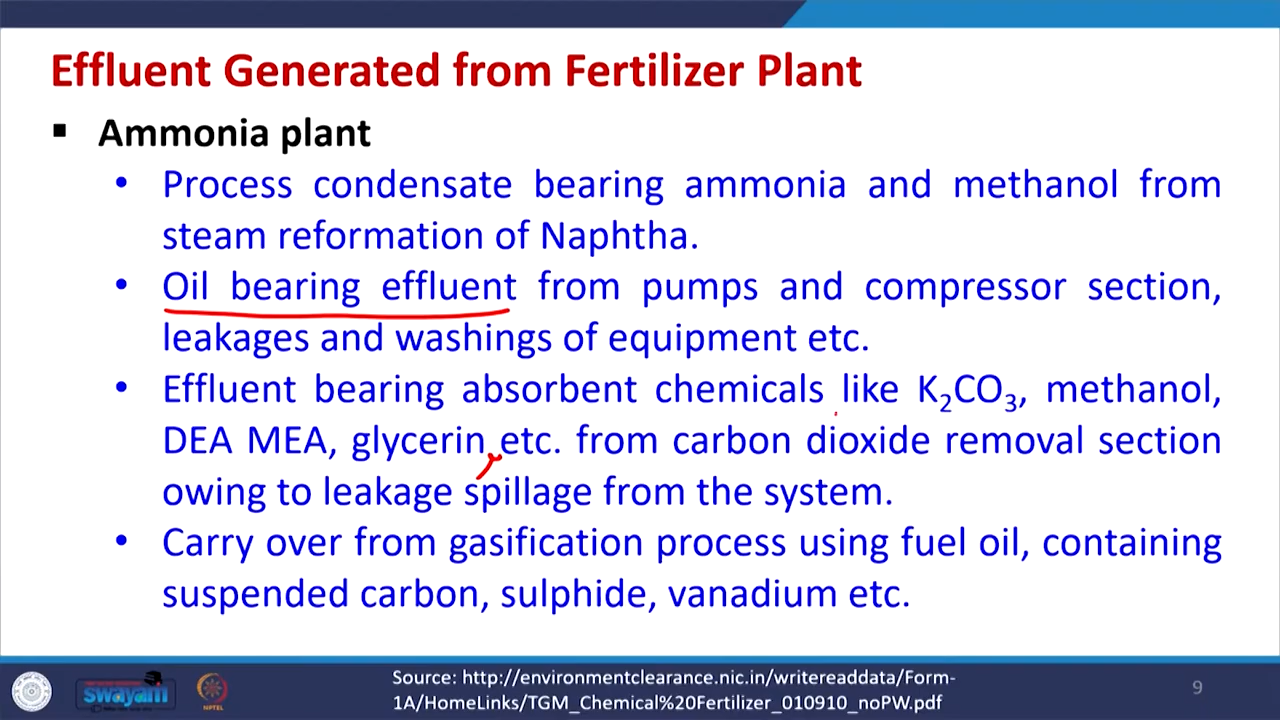 Effluent Generated from Fertilizer Plant
▪ Ammonia plant
• Process condensate bearing ammonia and methanol from
steam reformation of Naphtha.
• Oil bearing effluent from pumps and compressor section,
leakages and washings of equipment etc.
• Effluent bearing absorbent chemicals like K₂CO₃, methanol,
DEA MEA, glycerin, etc. from carbon dioxide removal section
owing to leakage spillage from the system.
• Carry over from gasification process using fuel oil, containing
suspended carbon, sulphide, vanadium etc.
swayam
NPTEL
Source: http://environmentclearance.nic.in/writereaddata/Form-
1A/HomeLinks/TGM_Chemical%20Fertilizer_010910_noPW.pdf
9